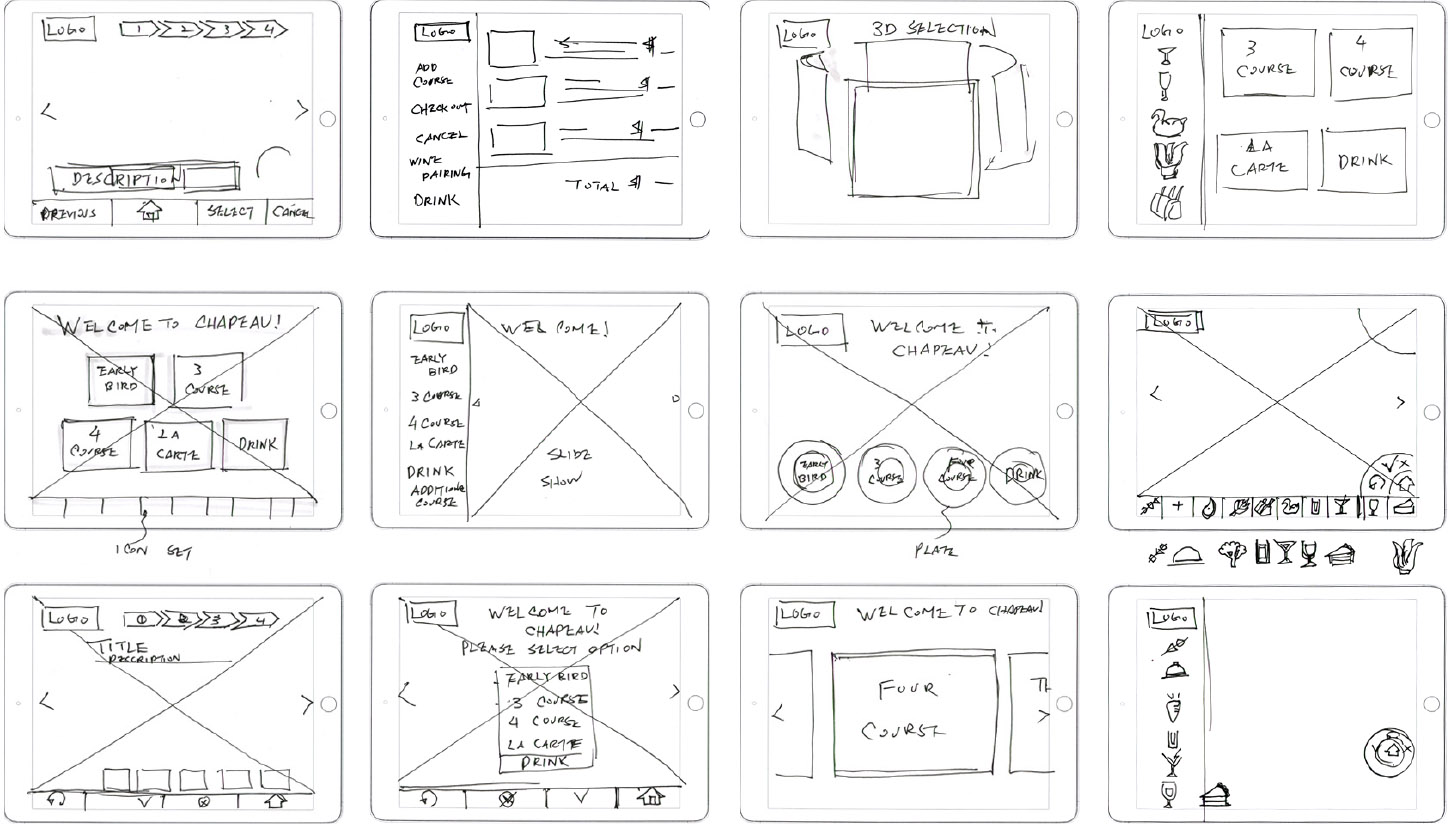 LOGO 1 2 3 4
<
>
DESCRIPTION
PREVIOUS
SELECT
CANCEL
LOGO
ADD
COURSE
CHECKOUT
CANCEL
WINE
PAIRING
DRINK
$
$
$
TOTAL $
LOGO
3D SELECTION
LOGO
3
COURSE
4
COURSE
LA
CARTE
DRINK
WELCOME TO CHAPEAU!
EARLY
BIRD
3
COURSE
4
COURSE
LA
CARTE
DRINK
ICON SET
LOGO
EARLY
BIRD
3 COURSE
4 COURSE
LA CARTE
DRINK
ADDITIONAL
COURSE
WELCOME!
SLIDE
SHOW
LOGO
WELCOME TO
CHAPEAU!
EARLY
BIRD
3
COURSE
FOUR
COURSE
DRINK
PLATE
LOGO
<
>
+
LOGO 1 2 3 4
TITLE
DESCRIPTION
<
>
LOGO
WELCOME TO
CHAPEAU!
PLEASE SELECT OPTION
EARLY BIRD
3 COURSE
4 COURSE
LA CARTE
DRINK
<
>
LOGO
WELCOME TO CHAPEAU!
FOUR
COURSE
TH
<
>
LOGO